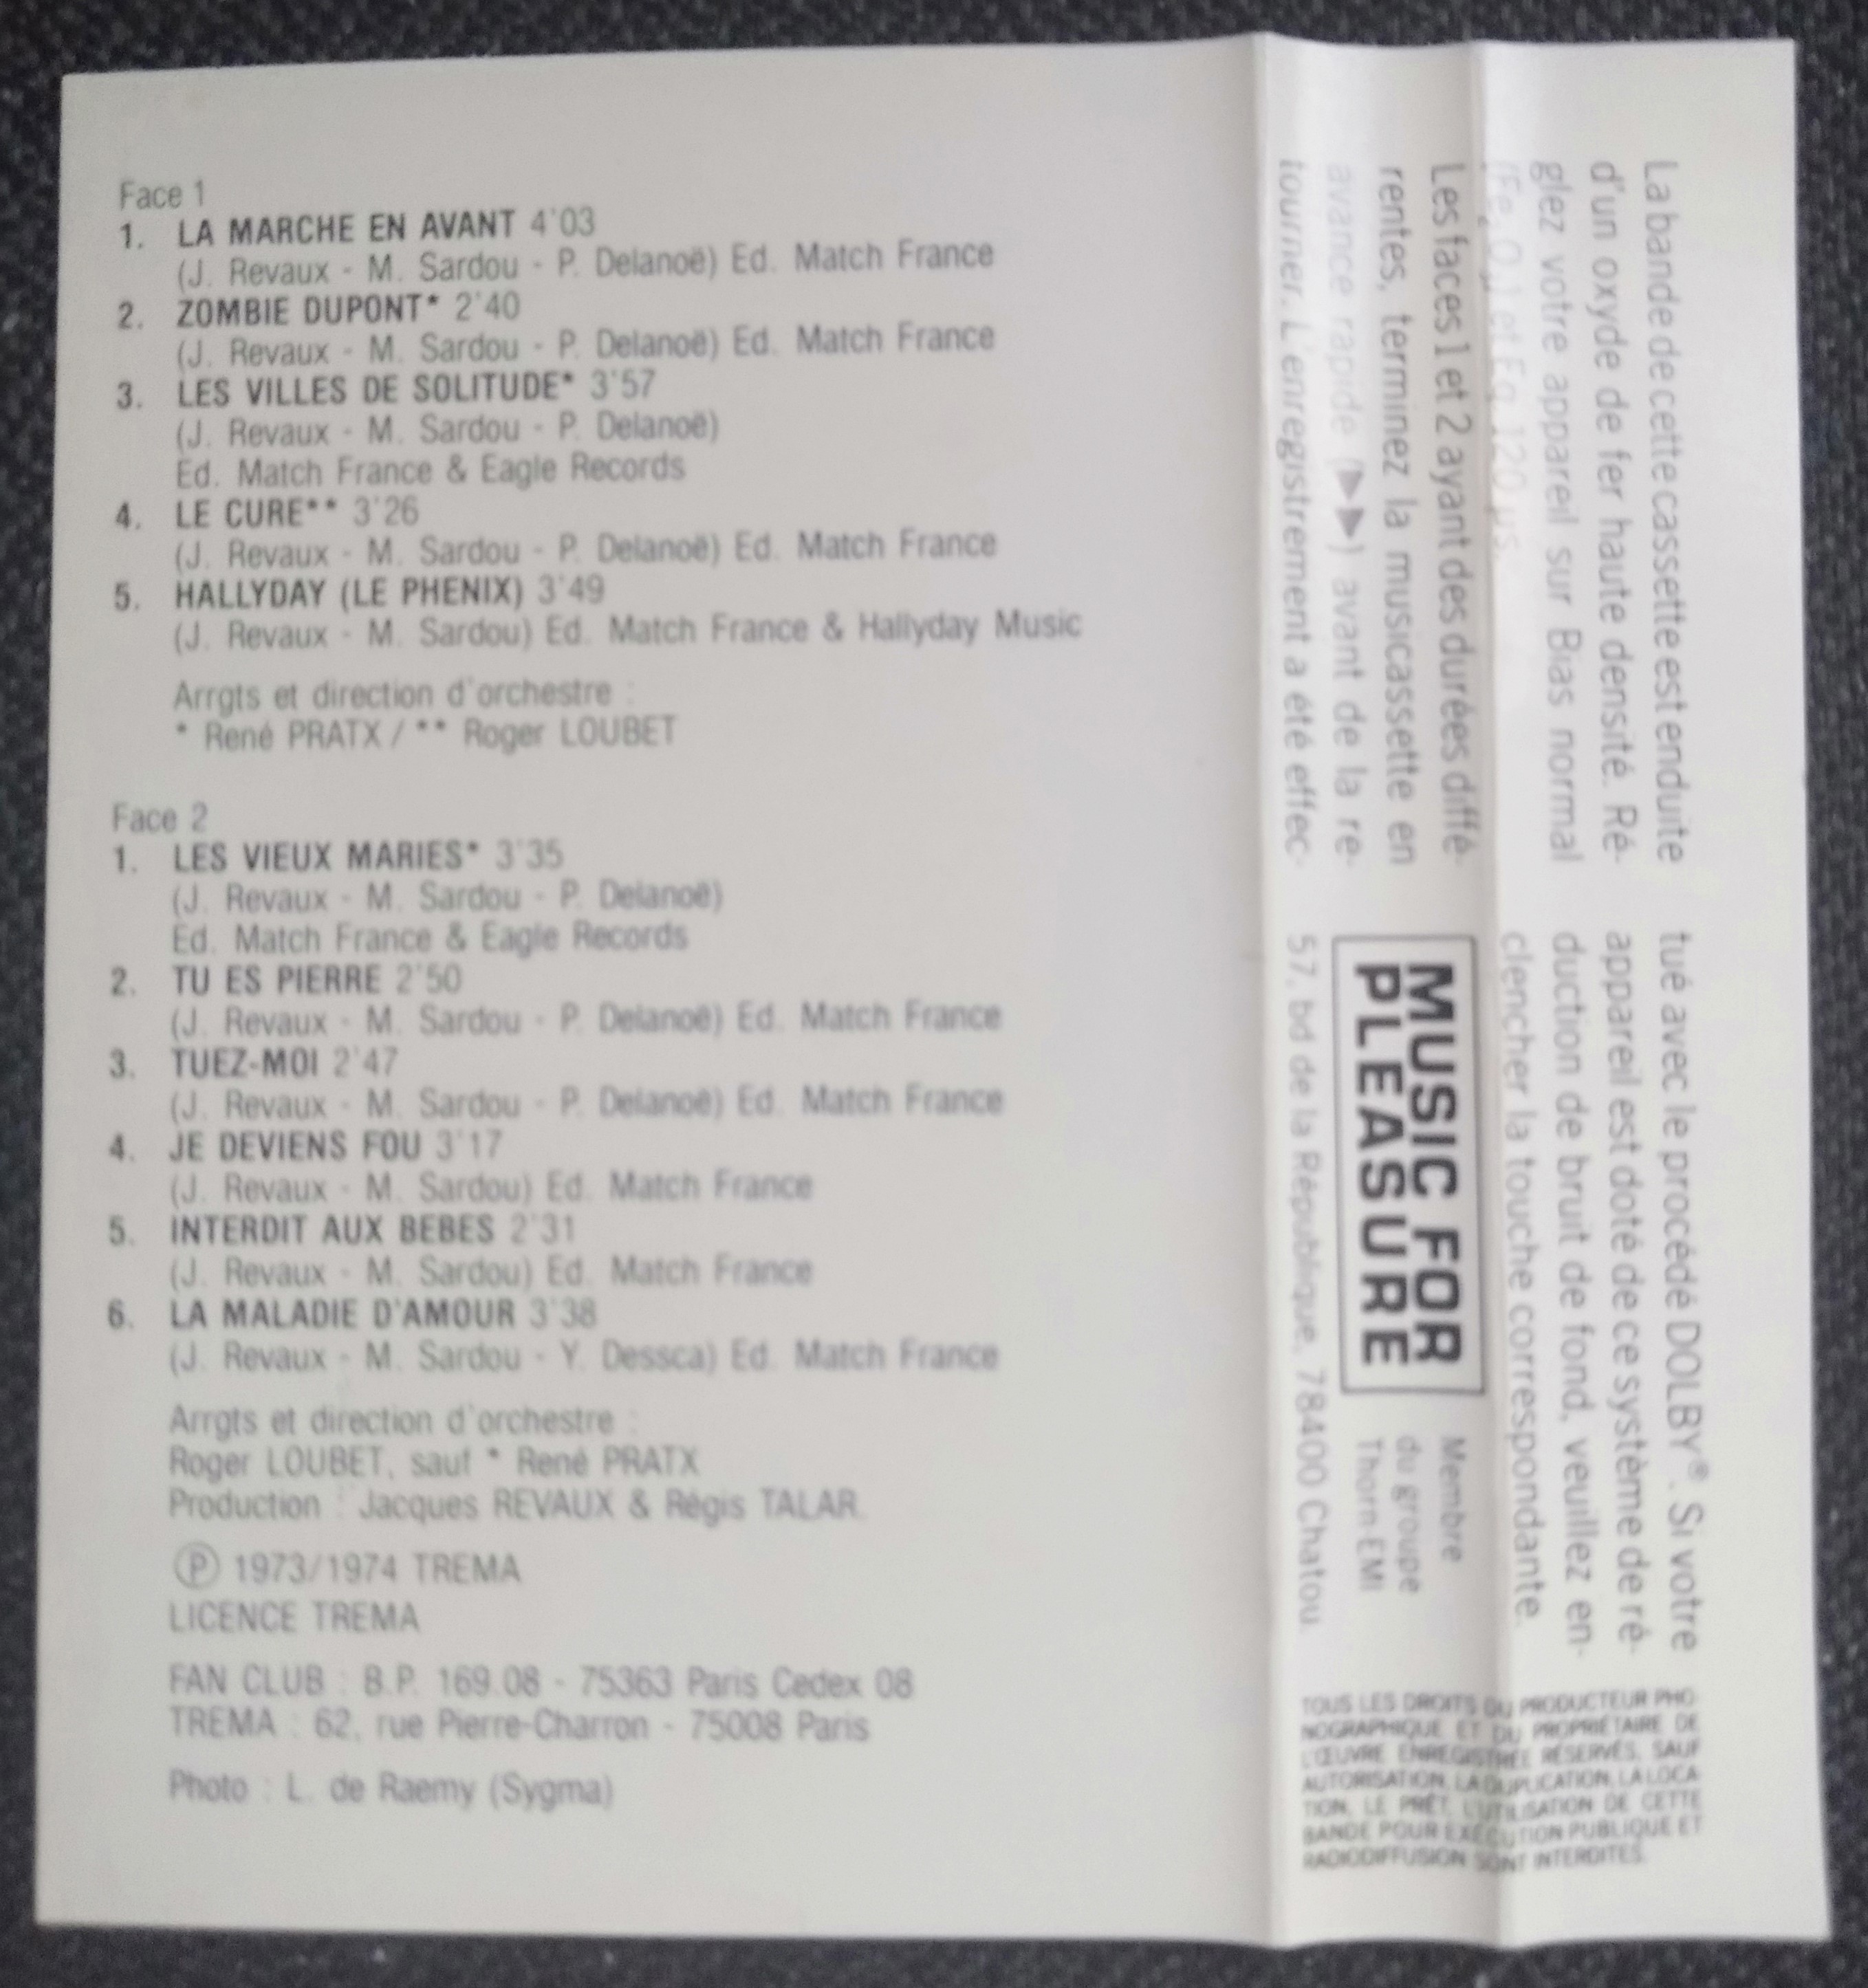 Face 1
1. LA MARCHE EN AVANT 4'03
(J. Revaux - M. Sardou - P. Delanoë) Ed. Match France
2. ZOMBIE DUPONT* 2'40
(J. Revaux - M. Sardou - P. Delanoë) Ed. Match France
3. LES VILLES DE SOLITUDE* 3'57
(J. Revaux - M. Sardou - P. Delanoë)
Ed. Match France & Eagle Records
4. LE CURE** 3'26
(J. Revaux - M. Sardou - P. Delanoë) Ed. Match France
5. HALLYDAY (LE PHENIX) 3'49
(J. Revaux - M. Sardou) Ed. Match France & Hallyday Music
Arrgts et direction d'orchestre :
* René PRATX / ** Roger LOUBET
Face 2
1. LES VIEUX MARIES* 3'35
(J. Revaux - M. Sardou - P. Delanoë)
Ed. Match France & Eagle Records
2. TU ES PIERRE 2'50
(J. Revaux - M. Sardou - P. Delanoë) Ed. Match France
3. TUEZ-MOI 2'47
(J. Revaux - M. Sardou - P. Delanoë) Ed. Match France
4. JE DEVIENS FOU 3'17
(J. Revaux - M. Sardou) Ed. Match France
5. INTERDIT AUX BEBES 2'31
(J. Revaux - M. Sardou) Ed. Match France
6. LA MALADIE D'AMOUR 3'38
(J. Revaux - M. Sardou - Y. Dessca) Ed. Match France
Arrgts et direction d'orchestre :
Roger LOUBET, sauf * René PRATX
Production : Jacques REVAUX & Régis TALAR.
Ⓟ 1973/1974 TREMA
LICENCE TREMA
FAN CLUB : B.P. 169.08 - 75363 Paris Cedex 08
TREMA : 62, rue Pierre-Charron - 75008 Paris
Photo : L. de Raemy (Sygma)
La bande de cette cassette est enduite
d'un oxyde de fer haute densité. Ré-
glez votre appareil sur Bias normal
(Fe₂O₃) et Eq. 120 µs.
Les faces 1 et 2 ayant des durées diffé-
rentes, terminez la musicassette en
avance rapide (▶▶) avant de la re-
tourner. L'enregistrement a été effec-
tué avec le procédé DOLBY®. Si votre
appareil est doté de ce système de ré-
duction de bruit de fond, veuillez en-
clencher la touche correspondante.
MUSIC FOR
PLEASURE
Membre
du groupe
Thorn-EMI
57, bd de la République, 78400 Chatou.
TOUS LES DROITS DU PRODUCTEUR PHO-
NOGRAPHIQUE ET DU PROPRIÉTAIRE DE
L'ŒUVRE ENREGISTRÉE RÉSERVÉS. SAUF
AUTORISATION, LA DUPLICATION, LA LOCA-
TION, LE PRÊT, L'UTILISATION DE CETTE
BANDE POUR EXÉCUTION PUBLIQUE ET
RADIODIFFUSION SONT INTERDITES.